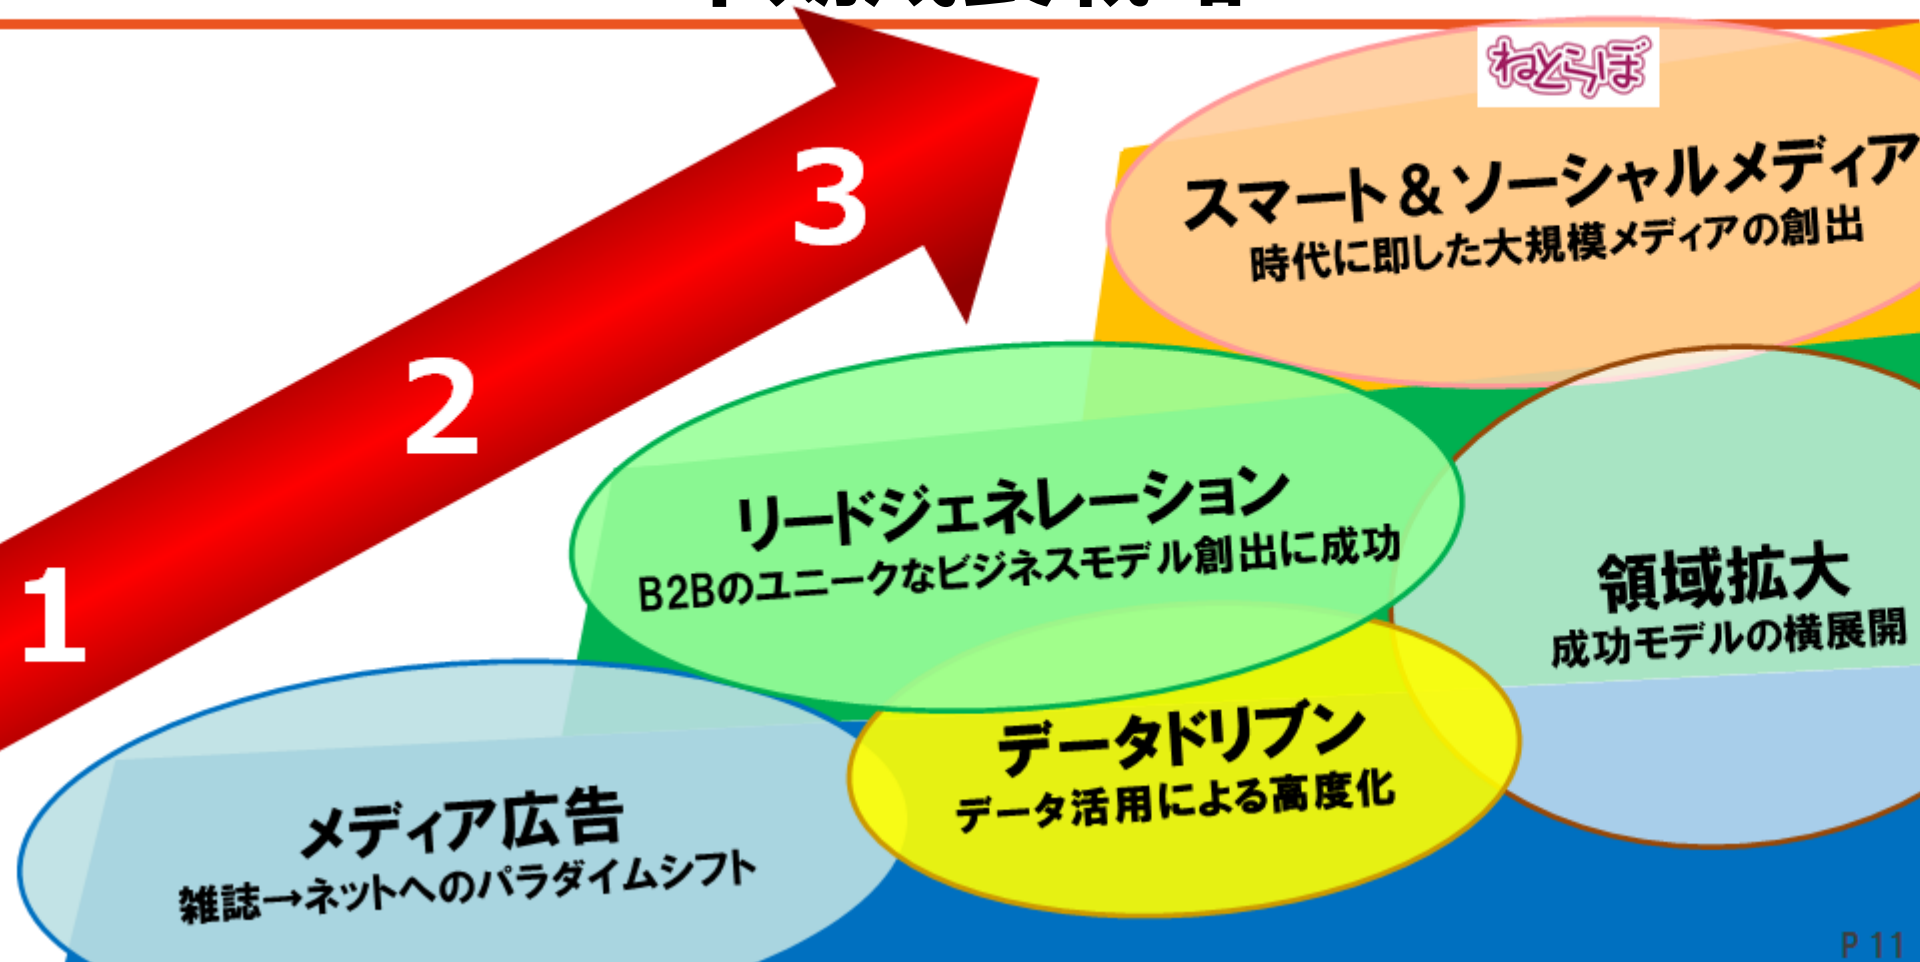 ねとらぼ
スマート&ソーシャルメディア
時代に即した大規模メディアの創出
3
2
1
リードジェネレーション
B2Bのユニークなビジネスモデル創出に成功
領域拡大
成功モデルの横展開
データドリブン
データ活用による高度化
メディア広告
雑誌→ネットへのパラダイムシフト
P 11